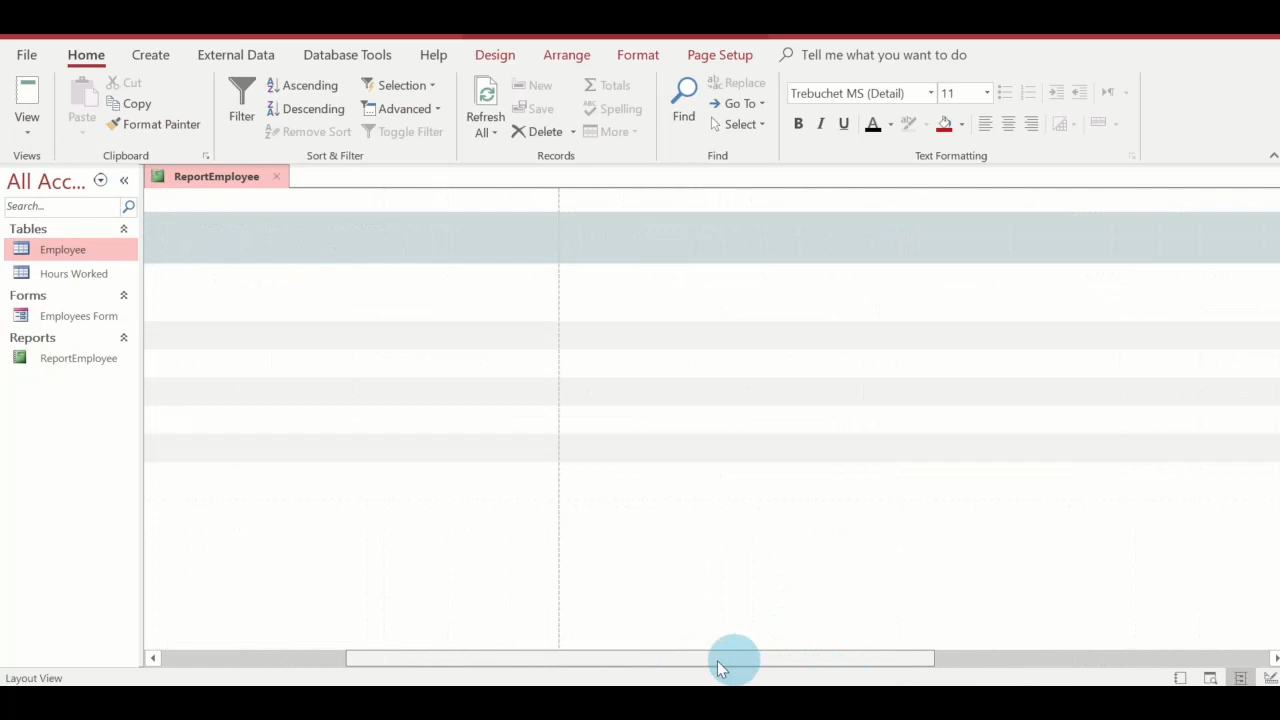 File Home Create External Data Database Tools Help Design Arrange Format Page Setup Tell me what you want to do
View
Views
Paste
Cut
Copy
Format Painter
Clipboard
Filter
Ascending
Descending
Remove Sort
Selection
Advanced
Toggle Filter
Sort & Filter
Refresh
All
New
Save
Delete
Totals
Spelling
More
Records
Find
Replace
Go To
Select
Find
Trebuchet MS (Detail) 11
B I U A
Text Formatting
All Acc...
Search...
Tables
Employee
Hours Worked
Forms
Employees Form
Reports
ReportEmployee
ReportEmployee
Layout View